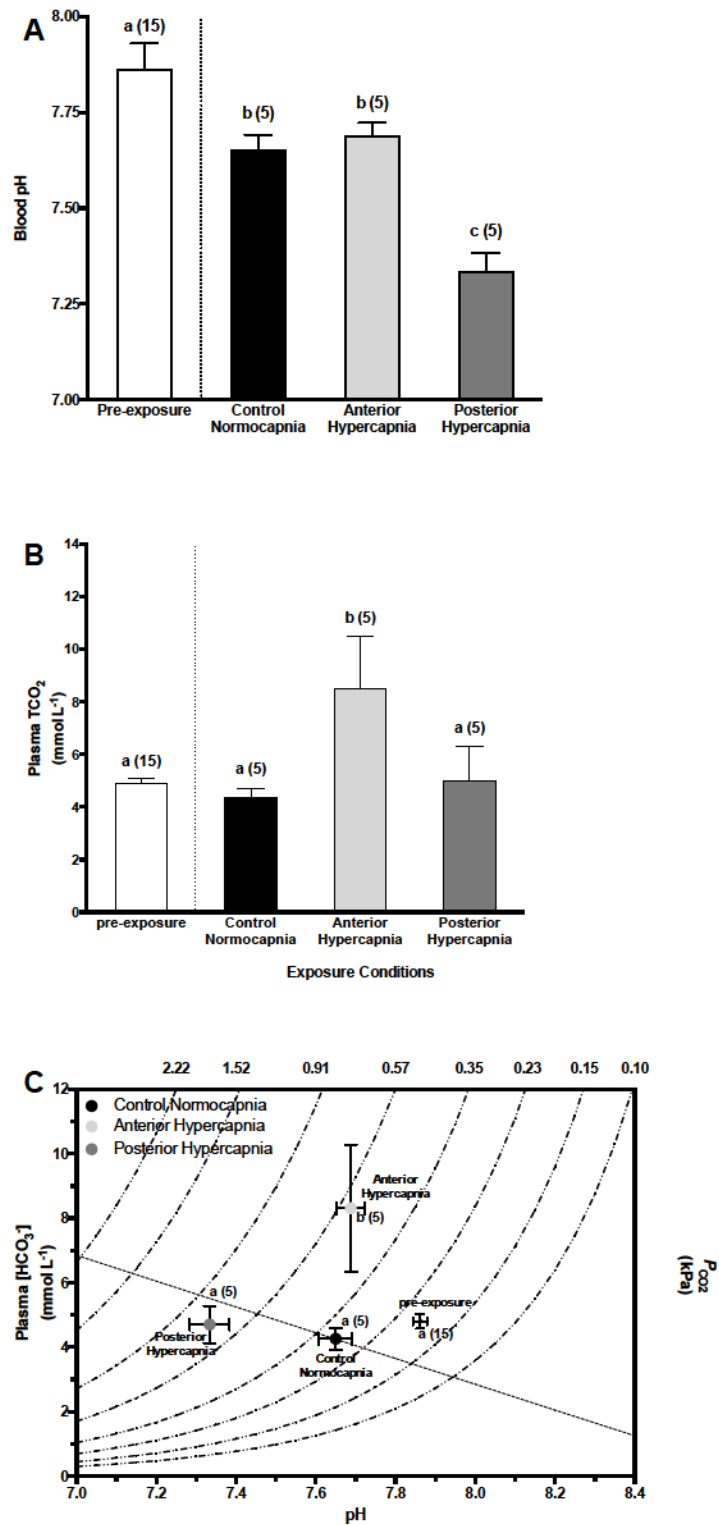 A
8.00
7.75
7.50
7.25
7.00
Blood pH
a (15)
b (5)
b (5)
c (5)
Pre-exposure
Control
Normocapnia
Anterior
Hypercapnia
Posterior
Hypercapnia
B
14
12
10
8
6
4
2
0
Plasma TCO2
(mmol L-1)
a (15)
a (5)
b (5)
a (5)
pre-exposure
Control
Normocapnia
Anterior
Hypercapnia
Posterior
Hypercapnia
Exposure Conditions
C
2.22 1.52 0.91 0.57 0.35 0.23 0.15 0.10
12
10
8
6
4
2
0
Plasma [HCO3-]
(mmol L-1)
Control Normocapnia
Anterior Hypercapnia
Posterior Hypercapnia
Anterior
Hypercapnia
b (5)
a (5)
Posterior
Hypercapnia
a (5)
Control
Normocapnia
pre-exposure
a (15)
PCO2
(kPa)
7.0 7.2 7.4 7.6 7.8 8.0 8.2 8.4
pH